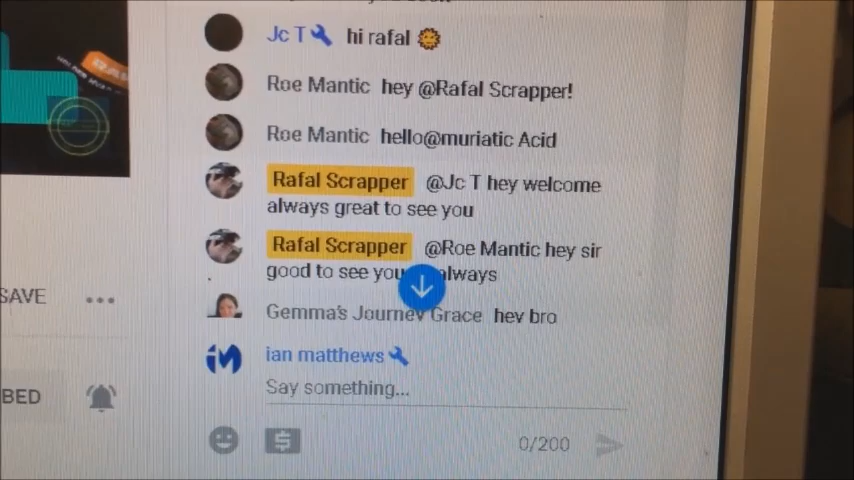 Jc T hi rafal
Roe Mantic hey @Rafal Scrapper!
Roe Mantic hello@muriatic Acid
Rafal Scrapper @Jc T hey welcome
always great to see you
Rafal Scrapper @Roe Mantic hey sir
good to see you always
Gemma's Journey Grace hey bro
ian matthews
Say something...
SAVE
BED
0/200